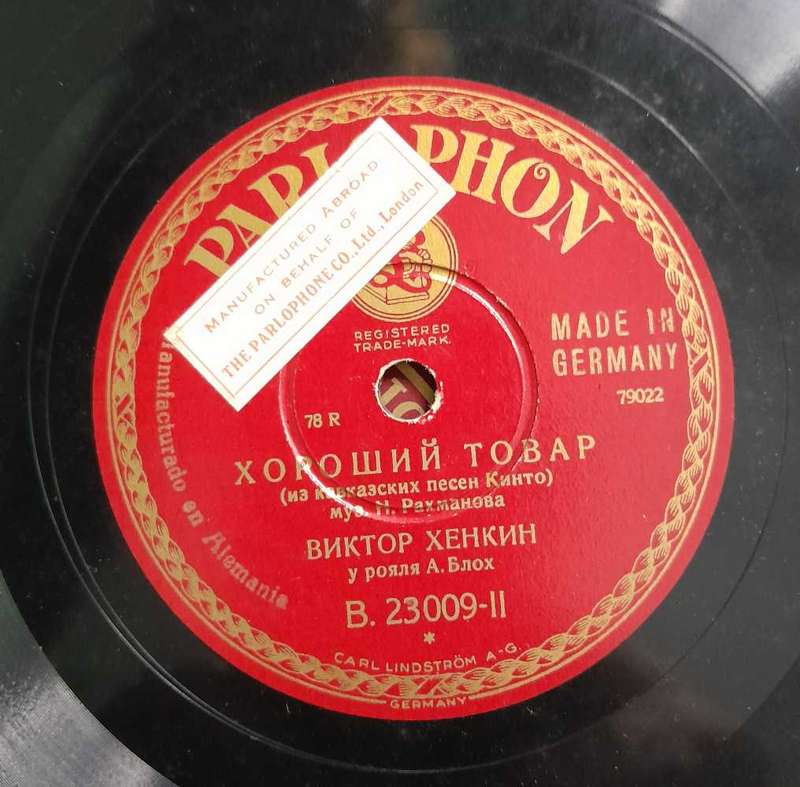 PARLOPHON
MANUFACTURED ABROAD
ON BEHALF OF
THE PARLOPHONE CO., Ltd., London
REGISTERED
TRADE-MARK.
MADE IN
GERMANY
79022
78 R
Manufacturado en Alemania
ХОРОШИЙ ТОВАР
(из кавказских песен Кинто)
муз. Н. Рахманова
ВИКТОР ХЕНКИН
у рояля А. Блох
B. 23009-II
*
CARL LINDSTRÖM A-G.
GERMANY